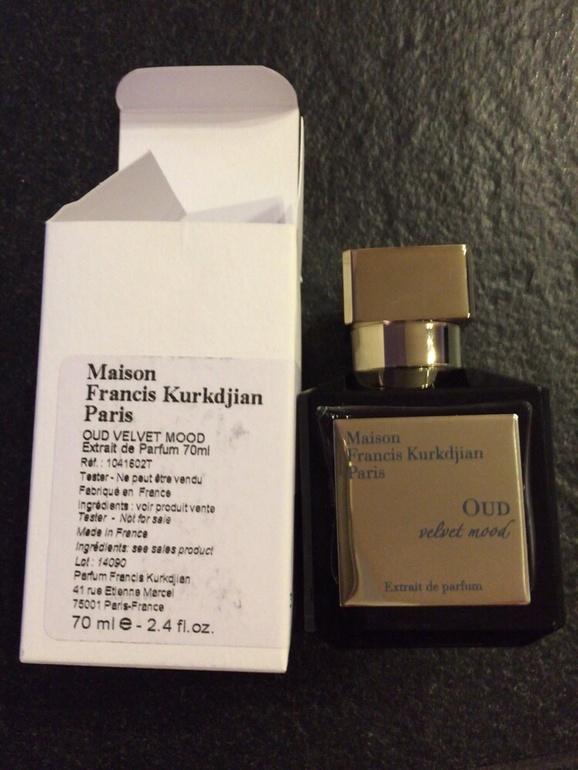 Maison
Francis Kurkdjian
Paris
OUD VELVET MOOD
Extrait de Parfum 70ml
Réf. : 1041602T
Tester - Ne peut être vendu
Fabriqué en France
Ingrédients : voir produit vente
Tester - Not for sale
Made in France
Ingrédients: see sales product
Lot : 14090
Parfum Francis Kurkdjian
41 rue Etienne Marcel
75001 Paris-France
70 ml e - 2.4 fl.oz.
Maison
Francis Kurkdjian
Paris
OUD
velvet mood
Extrait de parfum